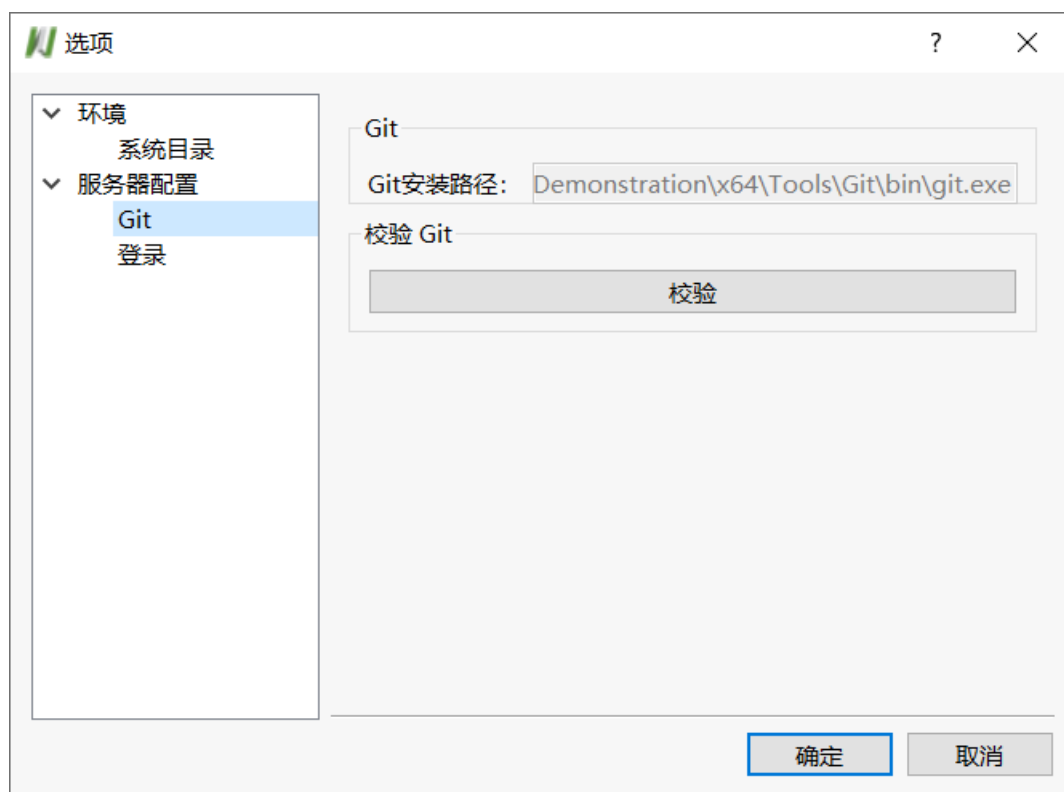 选项
?
环境
系统目录
服务器配置
Git
登录
Git
Git安装路径：
Demonstration\x64\Tools\Git\bin\git.exe
校验 Git
校验
确定
取消